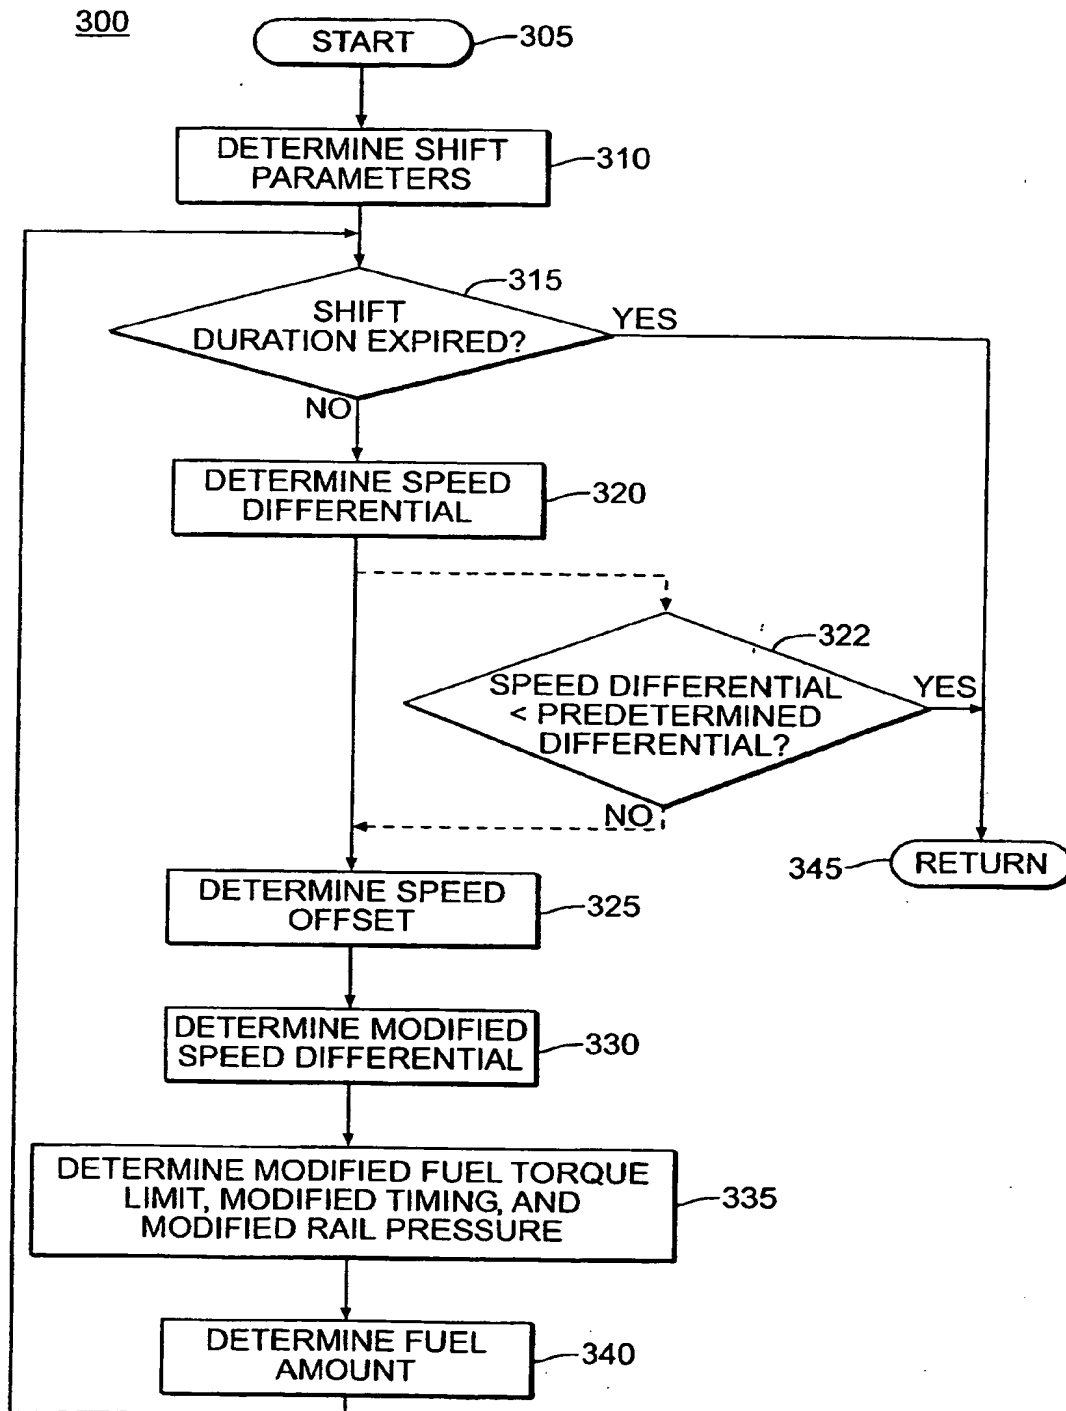 300
START
305
DETERMINE SHIFT
PARAMETERS
310
315
SHIFT
DURATION EXPIRED?
YES
NO
DETERMINE SPEED
DIFFERENTIAL
320
322
SPEED DIFFERENTIAL
< PREDETERMINED
DIFFERENTIAL?
YES
NO
345
RETURN
DETERMINE SPEED
OFFSET
325
DETERMINE MODIFIED
SPEED DIFFERENTIAL
330
DETERMINE MODIFIED FUEL TORQUE
LIMIT, MODIFIED TIMING, AND
MODIFIED RAIL PRESSURE
335
DETERMINE FUEL
AMOUNT
340